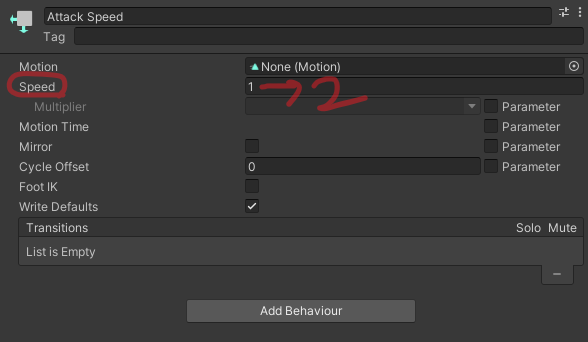 Attack Speed
Tag
Motion None (Motion)
Speed 1 → 2
Multiplier Parameter
Motion Time Parameter
Mirror Parameter
Cycle Offset 0 Parameter
Foot IK
Write Defaults
Transitions Solo Mute
List is Empty
Add Behaviour